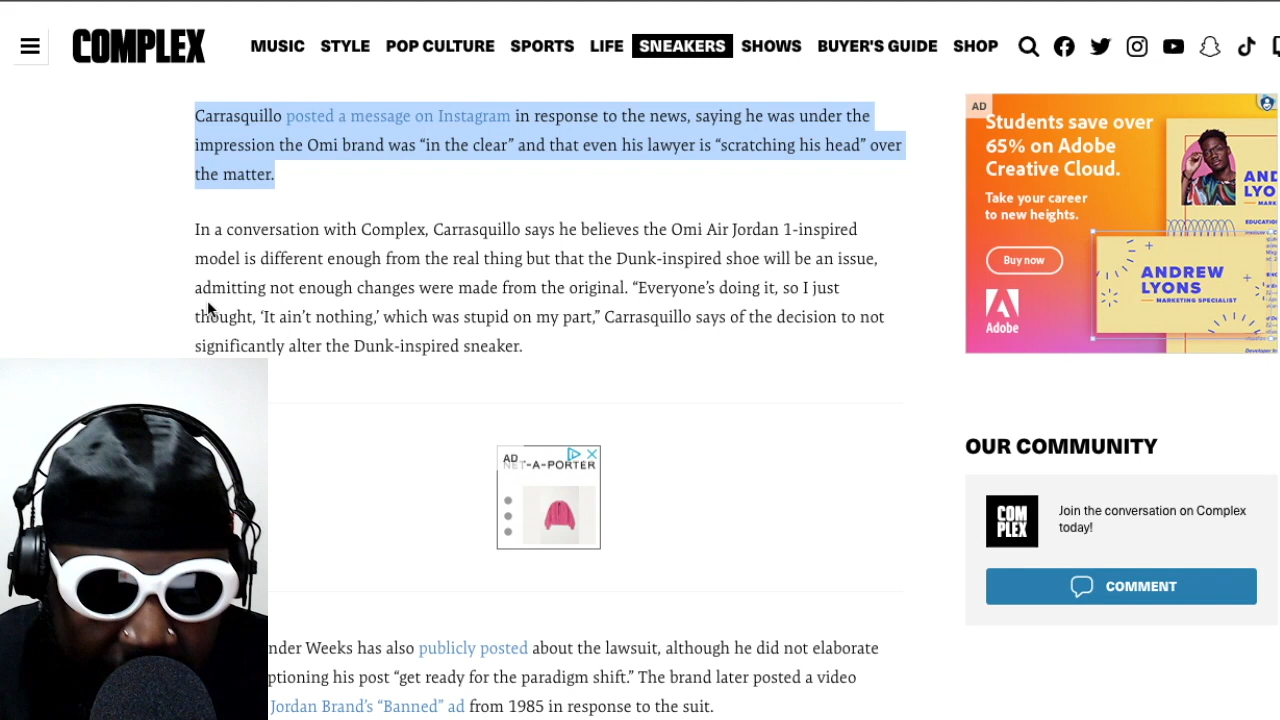 COMPLEX
MUSIC STYLE POP CULTURE SPORTS LIFE SNEAKERS SHOWS BUYER'S GUIDE SHOP
Carrasquillo posted a message on Instagram in response to the news, saying he was under the
impression the Omi brand was “in the clear” and that even his lawyer is “scratching his head” over
the matter.
In a conversation with Complex, Carrasquillo says he believes the Omi Air Jordan 1-inspired
model is different enough from the real thing but that the Dunk-inspired shoe will be an issue,
admitting not enough changes were made from the original. “Everyone’s doing it, so I just
thought, ‘It ain’t nothing,’ which was stupid on my part,” Carrasquillo says of the decision to not
significantly alter the Dunk-inspired sneaker.
AD
NET-A-PORTER
nder Weeks has also publicly posted about the lawsuit, although he did not elaborate
ptioning his post “get ready for the paradigm shift.” The brand later posted a video
Jordan Brand’s “Banned” ad from 1985 in response to the suit.
AD
Students save over
65% on Adobe
Creative Cloud.
Take your career
to new heights.
Buy now
Adobe
AND
LYO
MARK
EDUCATIO
ANDREW
LYONS
MARKETING SPECIALIST
OUR COMMUNITY
COM
PLEX
Join the conversation on Complex
today!
COMMENT